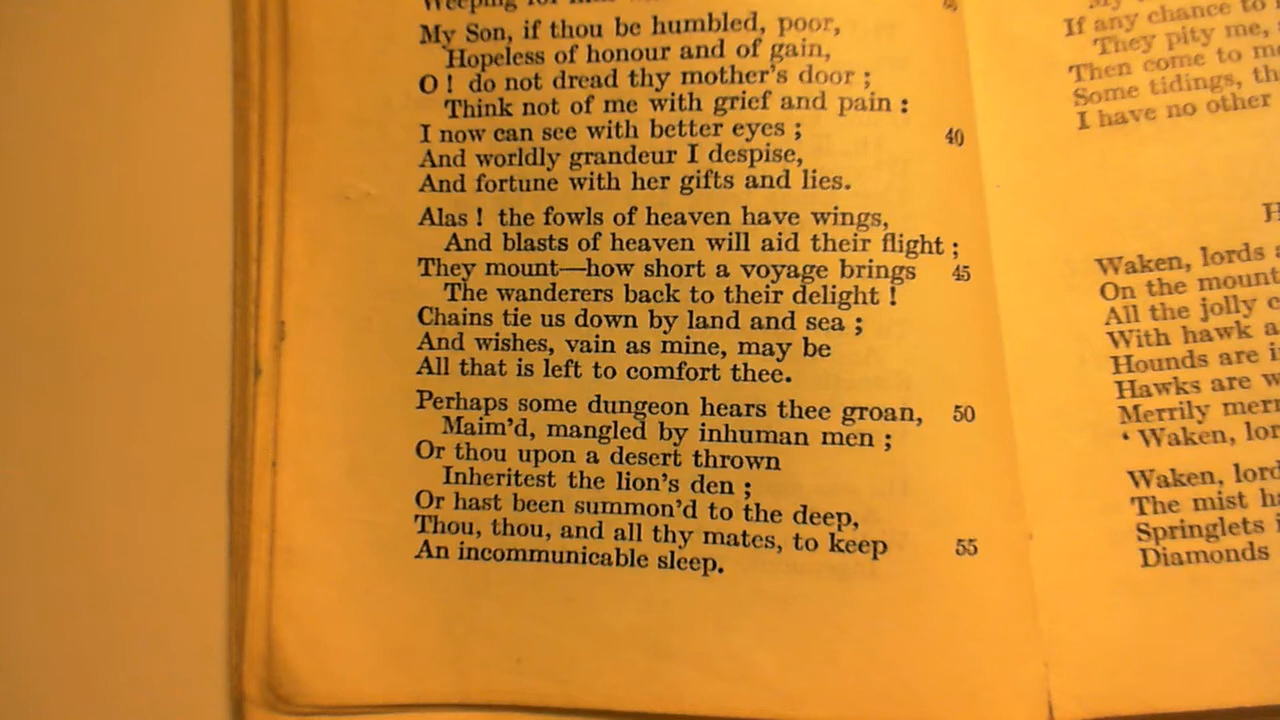 Weeping for him
My Son, if thou be humbled, poor,
Hopeless of honour and of gain,
O ! do not dread thy mother's door ;
Think not of me with grief and pain :
I now can see with better eyes ; 40
And worldly grandeur I despise,
And fortune with her gifts and lies.
Alas ! the fowls of heaven have wings,
And blasts of heaven will aid their flight ;
They mount—how short a voyage brings 45
The wanderers back to their delight !
Chains tie us down by land and sea ;
And wishes, vain as mine, may be
All that is left to comfort thee.
Perhaps some dungeon hears thee groan, 50
Maim'd, mangled by inhuman men ;
Or thou upon a desert thrown
Inheritest the lion's den ;
Or hast been summon'd to the deep,
Thou, thou, and all thy mates, to keep 55
An incommunicable sleep.
If any chance to
They pity me,
Then come to
Some tidings,
I have no other
Waken, lords
On the
All the jolly
With hawk
Hounds are
Hawks are
Merrily
‘ Waken,
Waken,
The mist
Springlets
Diamonds